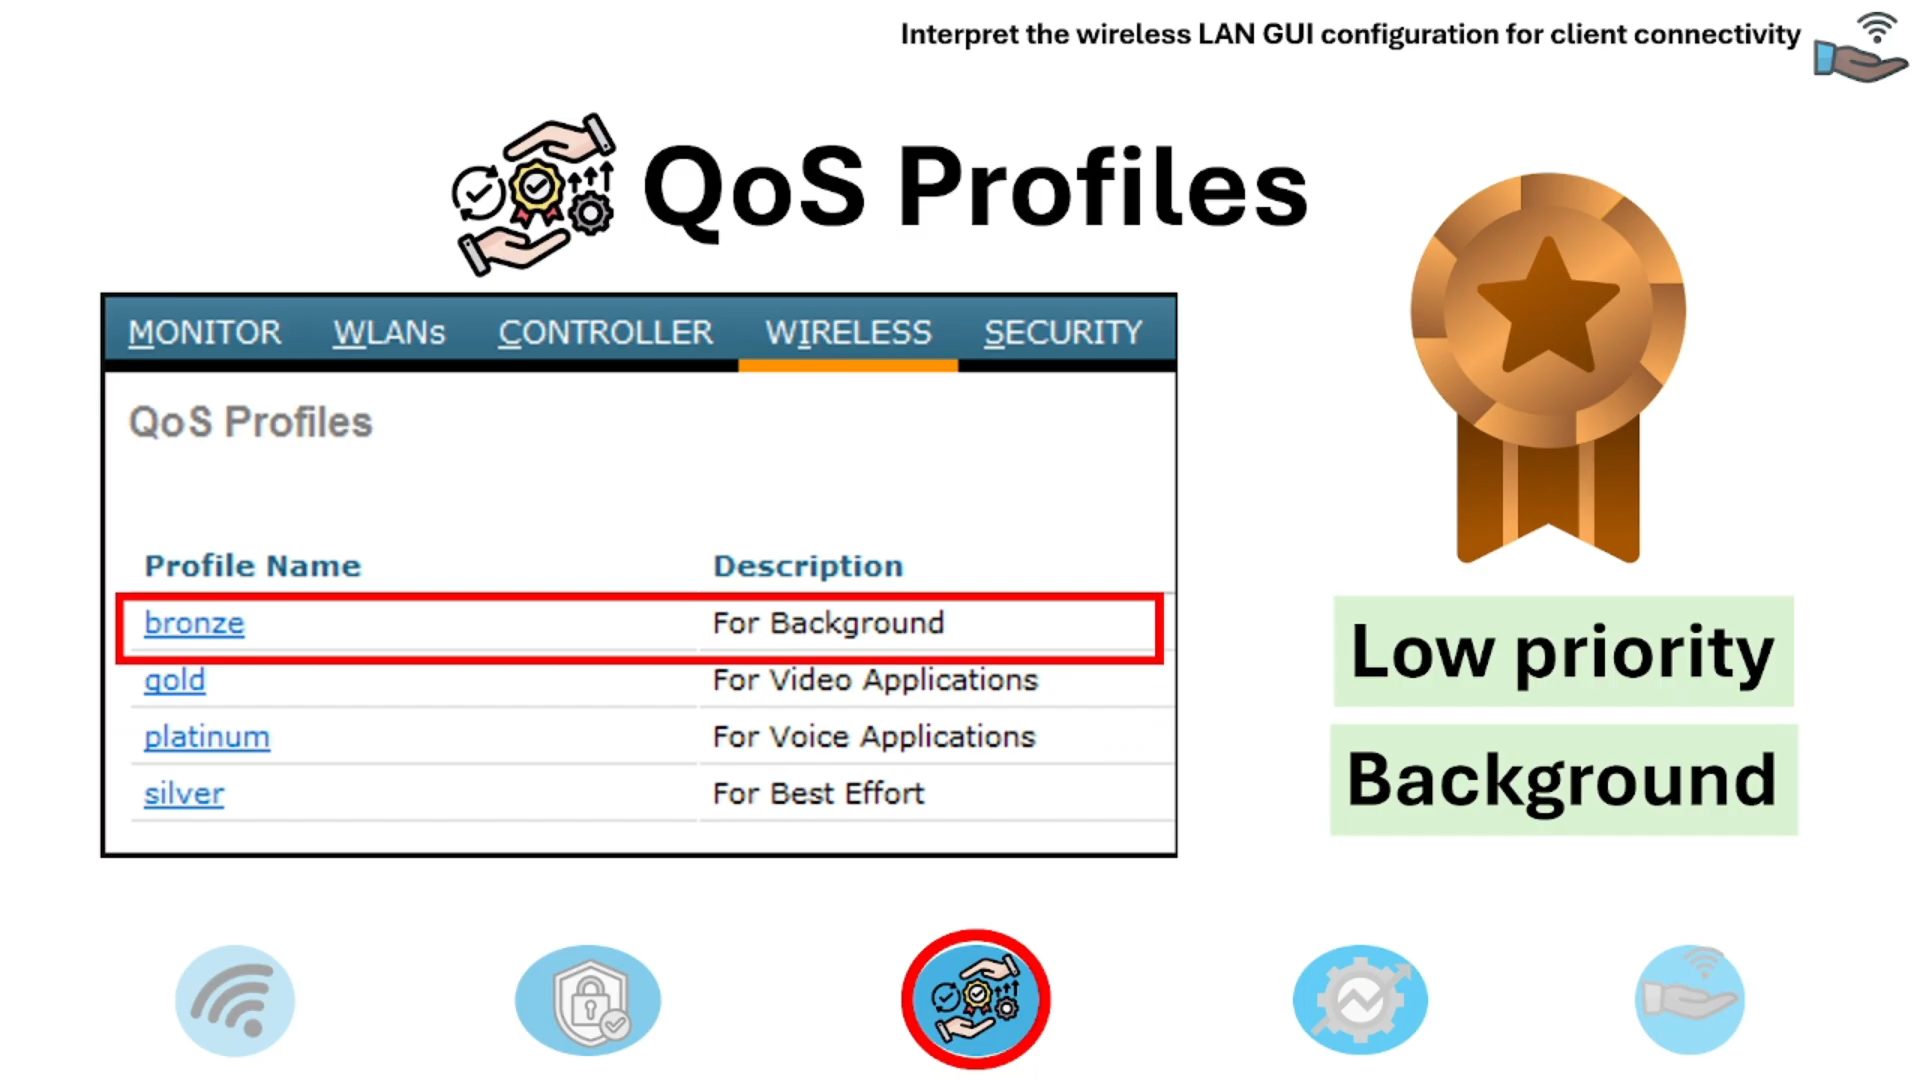 Interpret the wireless LAN GUI configuration for client connectivity
QoS Profiles
MONITOR WLANs CONTROLLER WIRELESS SECURITY
QoS Profiles
Profile Name Description
bronze For Background
gold For Video Applications
platinum For Voice Applications
silver For Best Effort
Low priority
Background